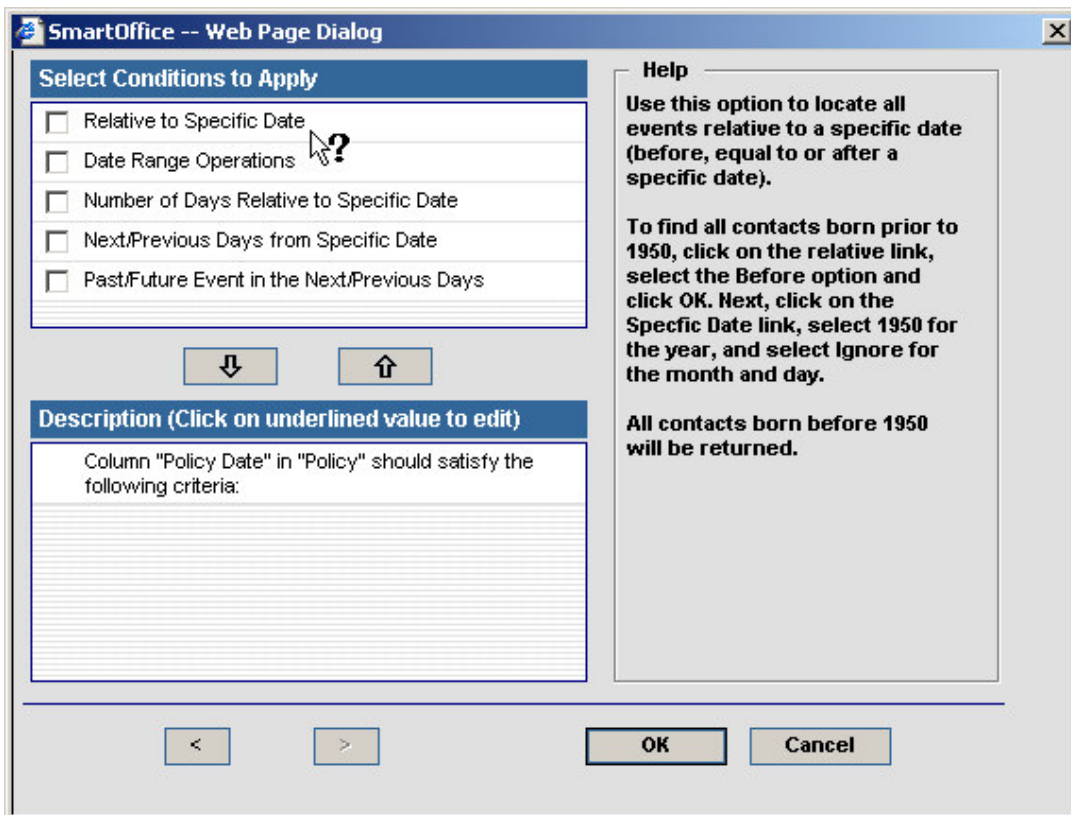 SmartOffice -- Web Page Dialog
Select Conditions to Apply
Relative to Specific Date
Date Range Operations
Number of Days Relative to Specific Date
Next/Previous Days from Specific Date
Past/Future Event in the Next/Previous Days
Description (Click on underlined value to edit)
Column "Policy Date" in "Policy" should satisfy the
following criteria:
Help
Use this option to locate all
events relative to a specific date
(before, equal to or after a
specific date).
To find all contacts born prior to
1950, click on the relative link,
select the Before option and
click OK. Next, click on the
Specfic Date link, select 1950 for
the year, and select Ignore for
the month and day.
All contacts born before 1950
will be returned.
<
>
OK
Cancel